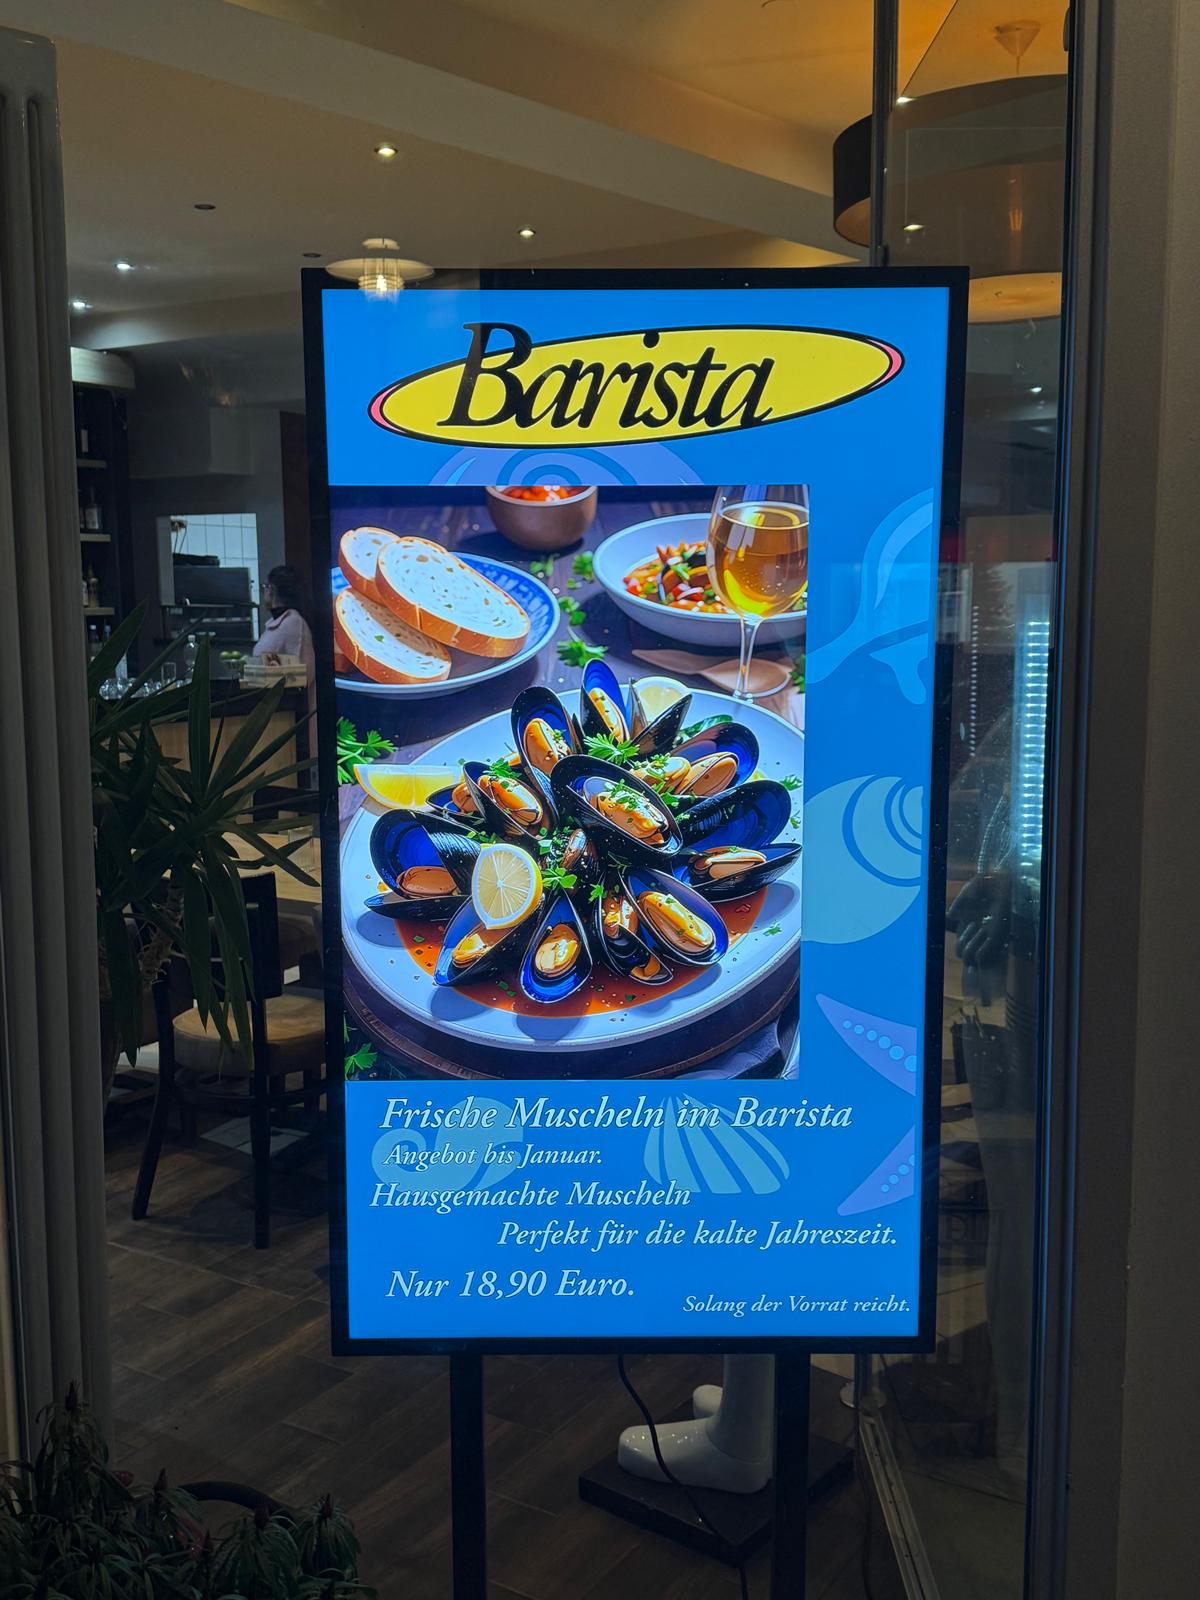 Barista
Frische Muscheln im Barista
Angebot bis Januar.
Hausgemachte Muscheln
Perfekt für die kalte Jahreszeit.
Nur 18,90 Euro.
Solang der Vorrat reicht.